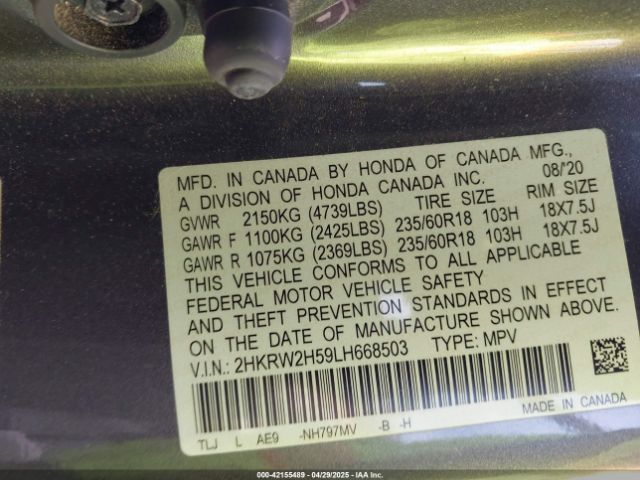 MFD. IN CANADA BY HONDA OF CANADA MFG.,
A DIVISION OF HONDA CANADA INC. 08/'20
GVWR 2150KG (4739LBS) TIRE SIZE RIM SIZE
GAWR F 1100KG (2425LBS) 235/60R18 103H 18X7.5J
GAWR R 1075KG (2369LBS) 235/60R18 103H 18X7.5J
THIS VEHICLE CONFORMS TO ALL APPLICABLE
FEDERAL MOTOR VEHICLE SAFETY
AND THEFT PREVENTION STANDARDS IN EFFECT
ON THE DATE OF MANUFACTURE SHOWN ABOVE.
V.I.N.: 2HKRW2H59LH668503 TYPE: MPV
TLJ L AE9 -NH797MV -B -H MADE IN CANADA
000-42155489 - 04/29/2025 - IAAI.com